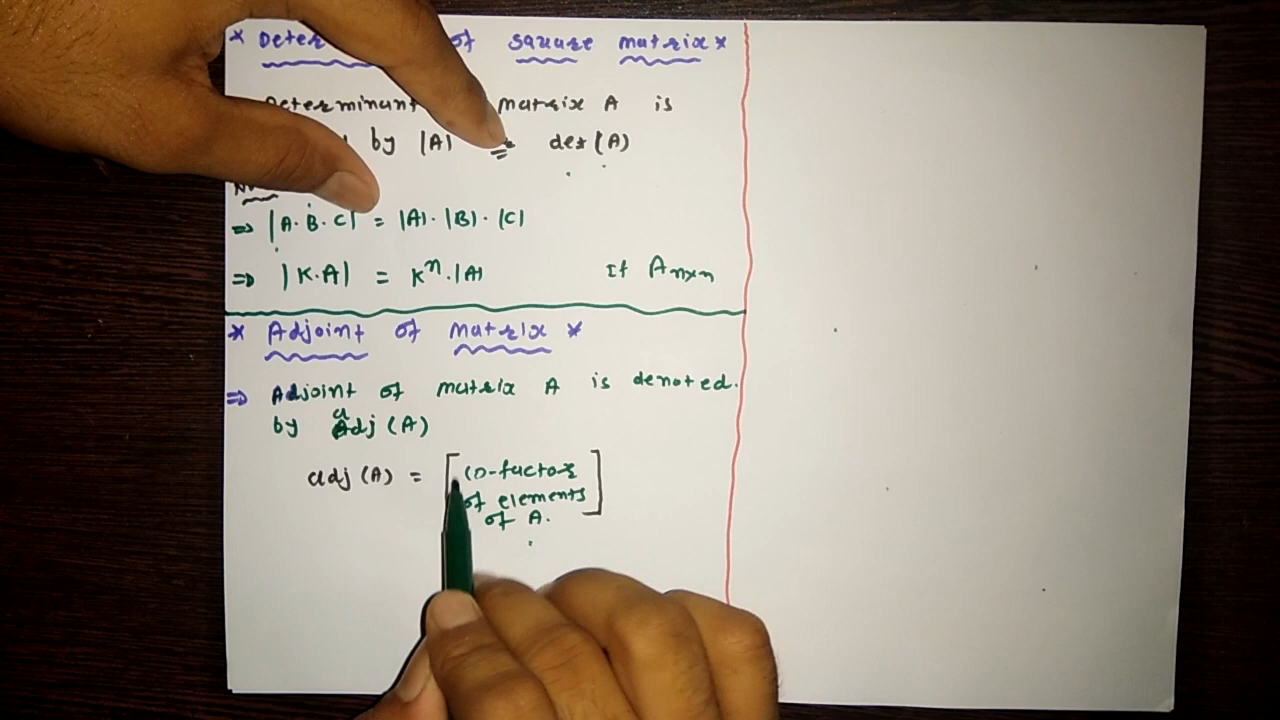 * Deter of square matrix *
Determinant matrix A is
by |A| det(A)
⇒ |A·B·C| = |A|·|B|·|C|
⇒ |K·A| = Kⁿ·|A| If Anxn
* Adjoint of matrix *
⇒ Adjoint of matrix A is denoted.
by adj (A)
adj (A) = [co-factors
of elements
of A.]